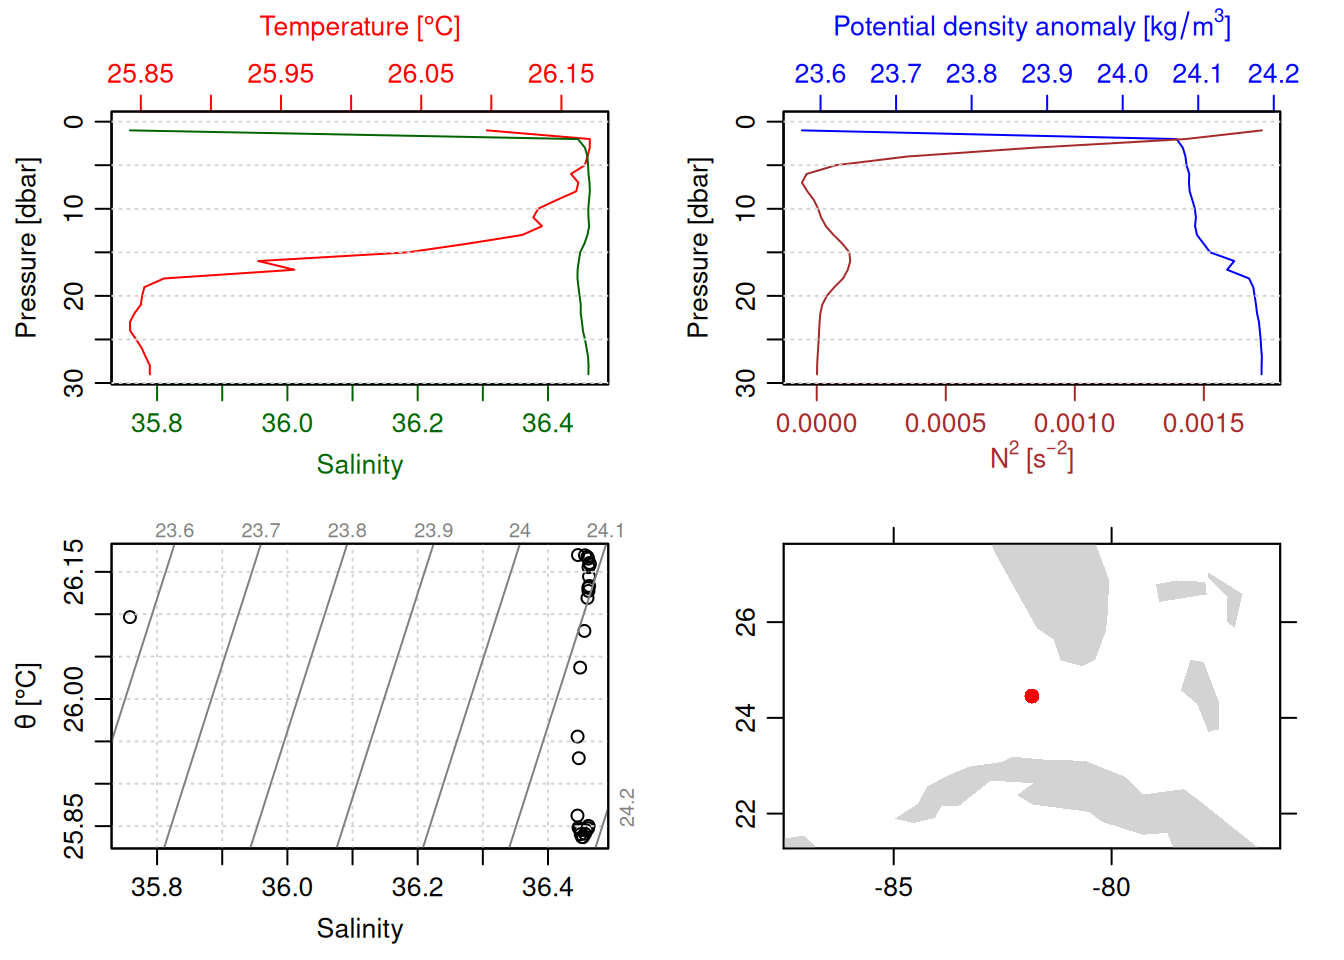 Temperature [°C]
25.85 25.95 26.05 26.15
Pressure [dbar]
0 10 20 30
35.8 36.0 36.2 36.4
Salinity
Potential density anomaly [kg/m³]
23.6 23.7 23.8 23.9 24.0 24.1 24.2
Pressure [dbar]
0 10 20 30
0.0000 0.0005 0.0010 0.0015
N² [s⁻²]
23.6 23.7 23.8 23.9 24 24.1
24.2
θ [°C]
25.85 26.00 26.15
35.8 36.0 36.2 36.4
Salinity
26
24
22
-85 -80